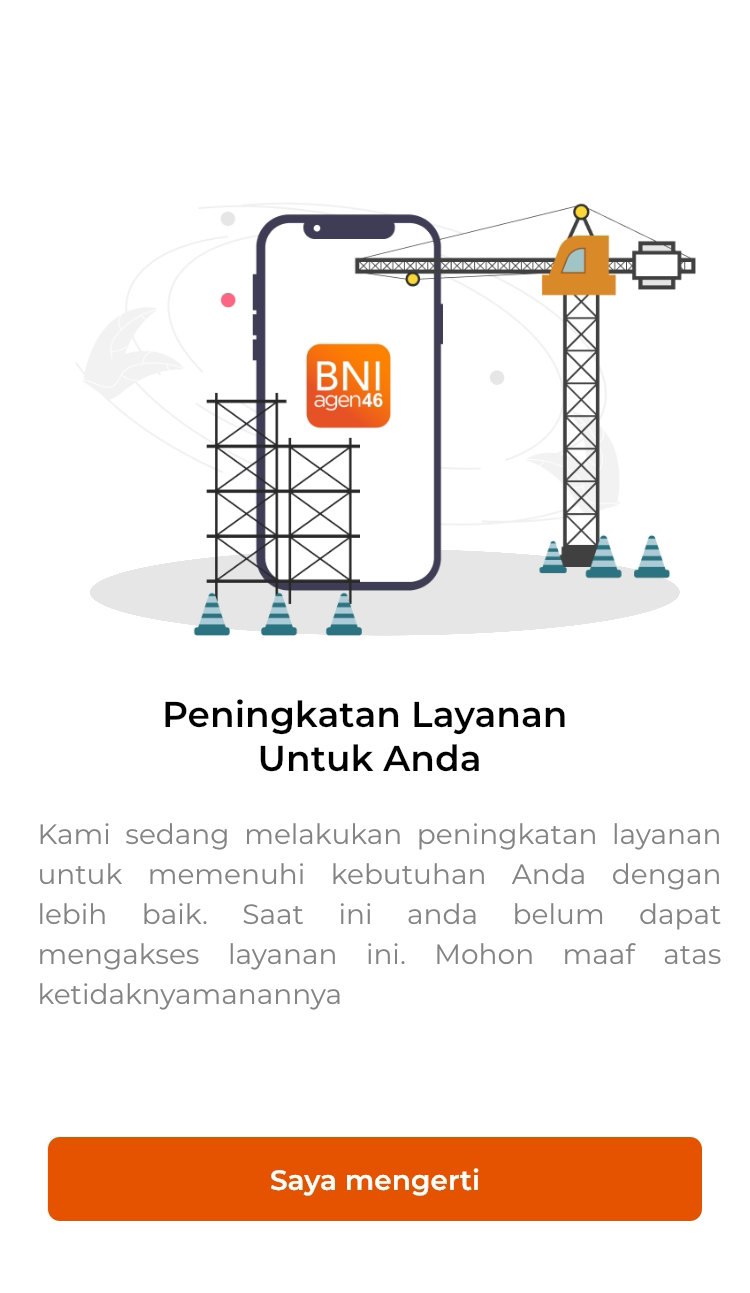 BNI
agen46
Peningkatan Layanan
Untuk Anda
Kami sedang melakukan peningkatan layanan
untuk memenuhi kebutuhan Anda dengan
lebih baik. Saat ini anda belum dapat
mengakses layanan ini. Mohon maaf atas
ketidaknyamanannya
Saya mengerti